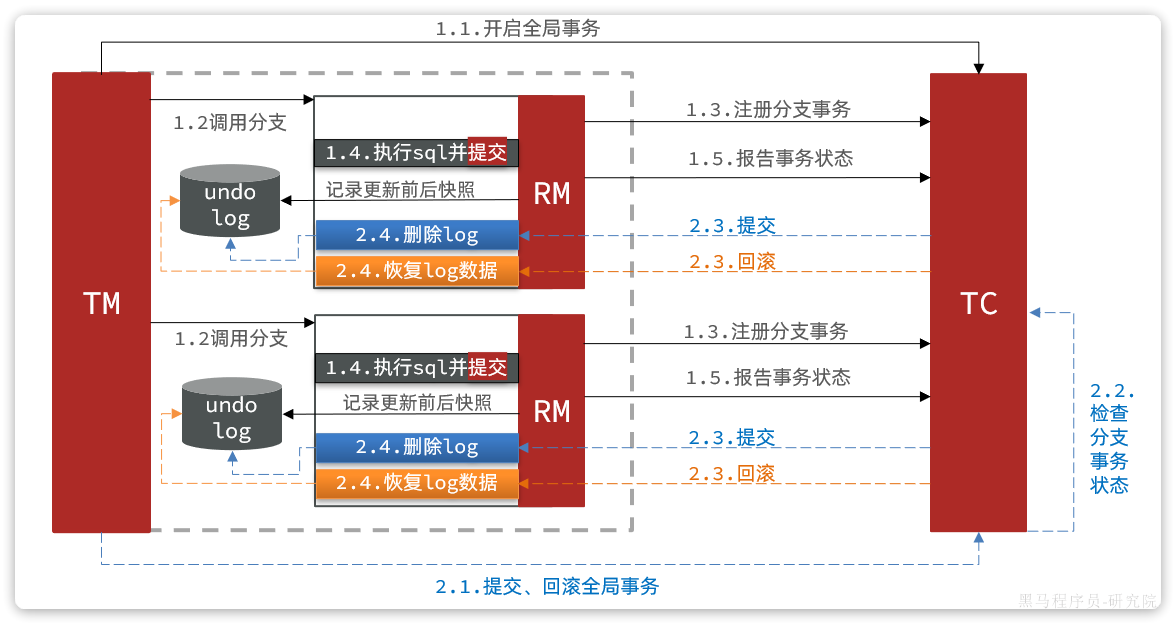 1.1.开启全局事务
TM
1.2调用分支
undo
log
1.4.执行sql并提交
记录更新前后快照
2.4.删除log
2.4.恢复log数据
RM
1.3.注册分支事务
1.5.报告事务状态
2.3.提交
2.3.回滚
TC
1.2调用分支
undo
log
1.4.执行sql并提交
记录更新前后快照
2.4.删除log
2.4.恢复log数据
RM
1.3.注册分支事务
1.5.报告事务状态
2.3.提交
2.3.回滚
2.2.
检查
分支
事务
状态
2.1.提交、回滚全局事务
黑马程序员-研究院